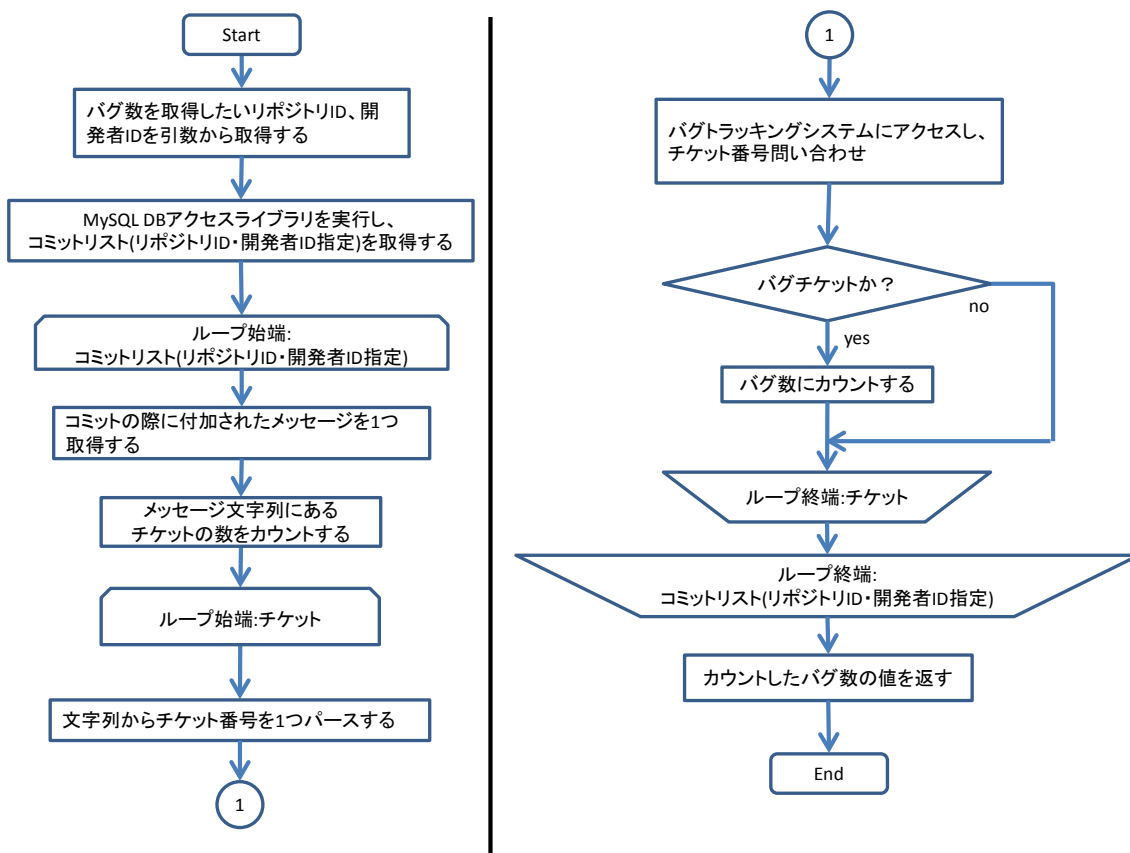 Start
バグ数を取得したいリポジトリID、開
発者IDを引数から取得する
MySQL DBアクセスライブラリを実行し、
コミットリスト(リポジトリID・開発者ID指定)を取得する
ループ始端:
コミットリスト(リポジトリID・開発者ID指定)
コミットの際に付加されたメッセージを1つ
取得する
メッセージ文字列にある
チケットの数をカウントする
ループ始端:チケット
文字列からチケット番号を1つパースする
1
1
バグトラッキングシステムにアクセスし、
チケット番号問い合わせ
バグチケットか？
no
yes
バグ数にカウントする
ループ終端:チケット
ループ終端:
コミットリスト(リポジトリID・開発者ID指定)
カウントしたバグ数の値を返す
End